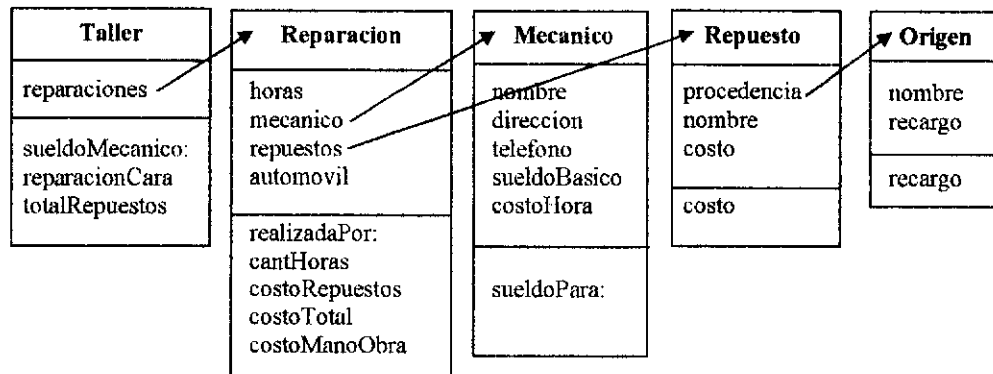 Taller
reparaciones
sueldoMecanico:
reparacionCara
totalRepuestos
Reparacion
horas
mecanico
repuestos
automovil
realizadaPor:
cantHoras
costoRepuestos
costoTotal
costoManoObra
Mecanico
nombre
direccion
telefono
sueldoBasico
costoHora
sueldoPara:
Repuesto
procedencia
nombre
costo
costo
Origen
nombre
recargo
recargo